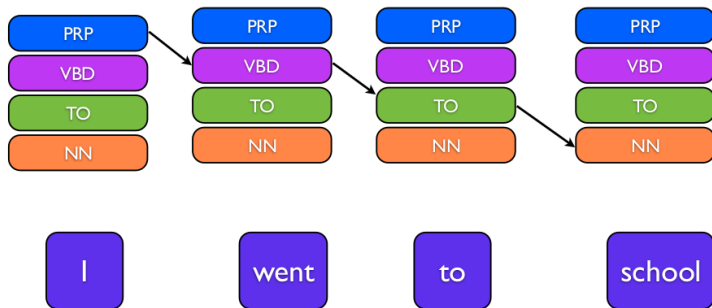 PRP PRP PRP PRP
VBD VBD VBD VBD
TO TO TO TO
NN NN NN NN
I went to school